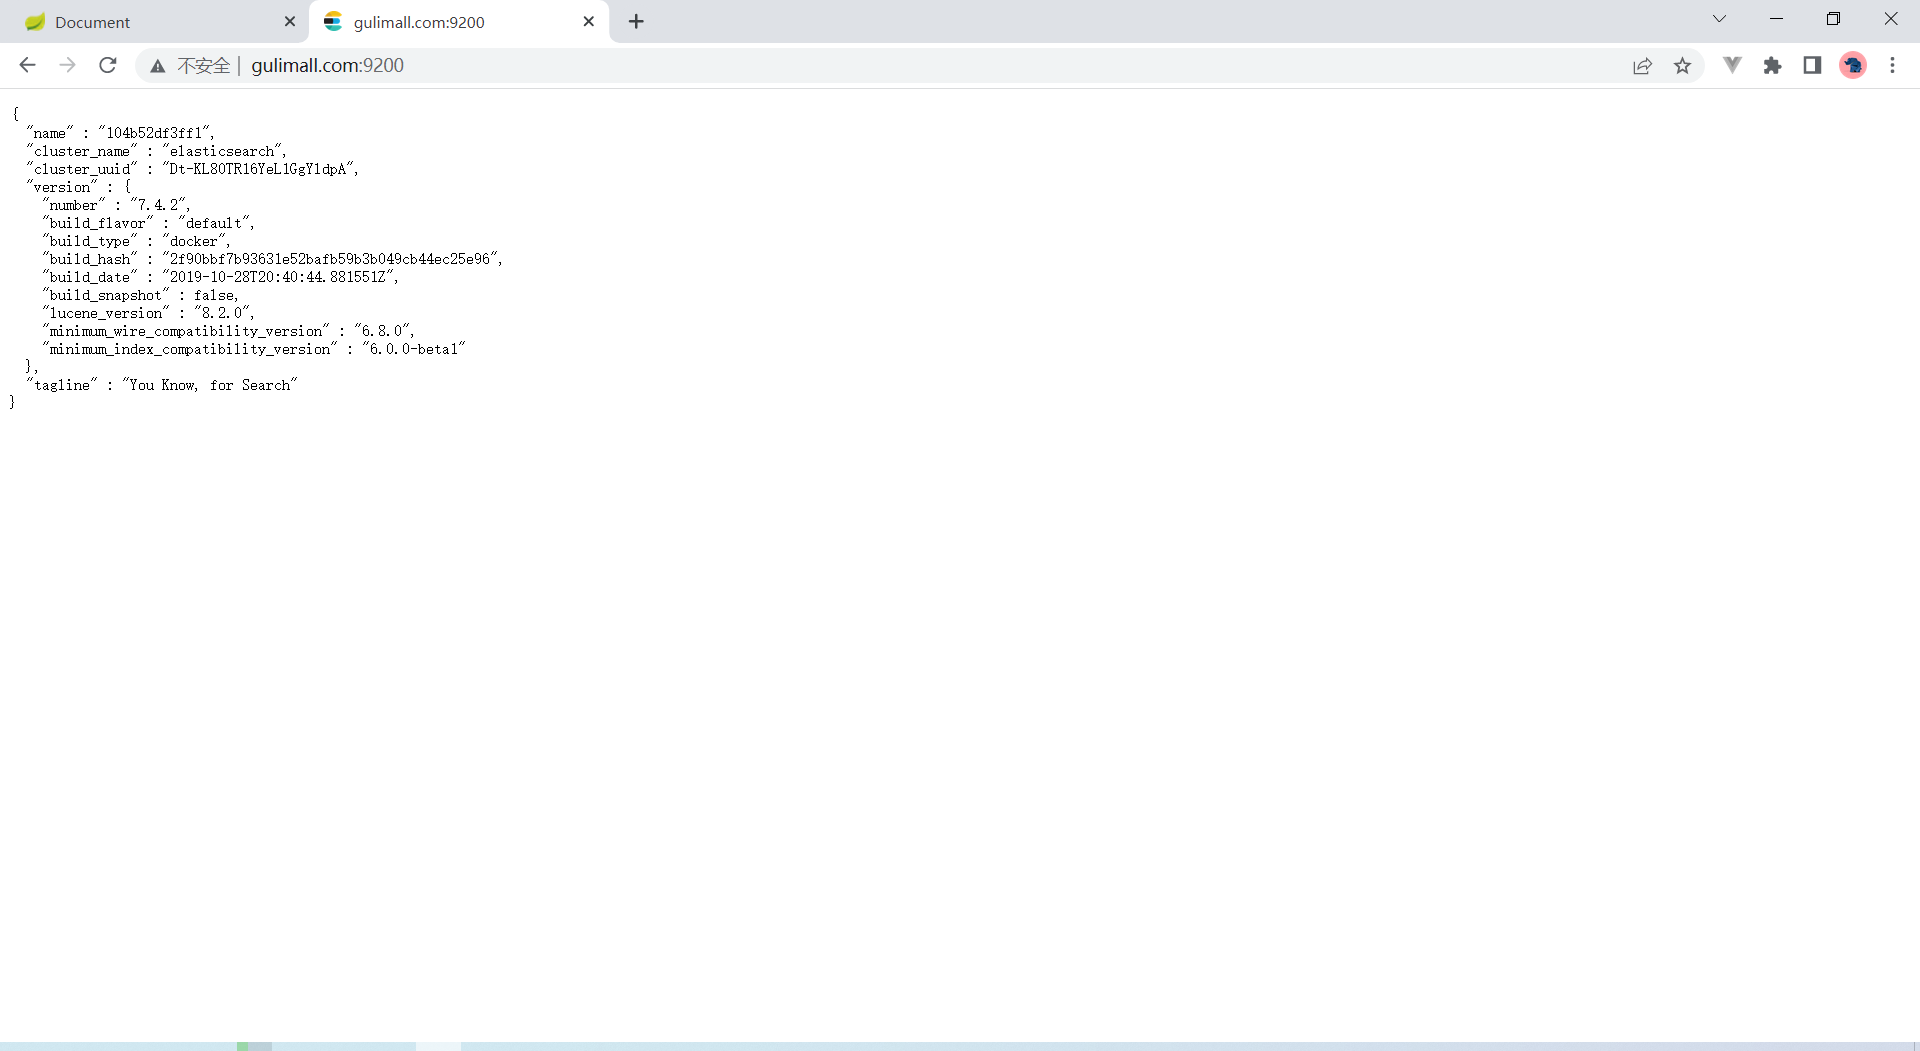 Document
gulimall.com:9200
不安全 | gulimall.com:9200
{
"name" : "104b52df3ff1",
"cluster_name" : "elasticsearch",
"cluster_uuid" : "Dt-KL80TR16YeL1GgY1dpA",
"version" : {
"number" : "7.4.2",
"build_flavor" : "default",
"build_type" : "docker",
"build_hash" : "2f90bbf7b93631e52bafb59b3b049cb44ec25e96",
"build_date" : "2019-10-28T20:40:44.881551Z",
"build_snapshot" : false,
"lucene_version" : "8.2.0",
"minimum_wire_compatibility_version" : "6.8.0",
"minimum_index_compatibility_version" : "6.0.0-beta1"
},
"tagline" : "You Know, for Search"
}